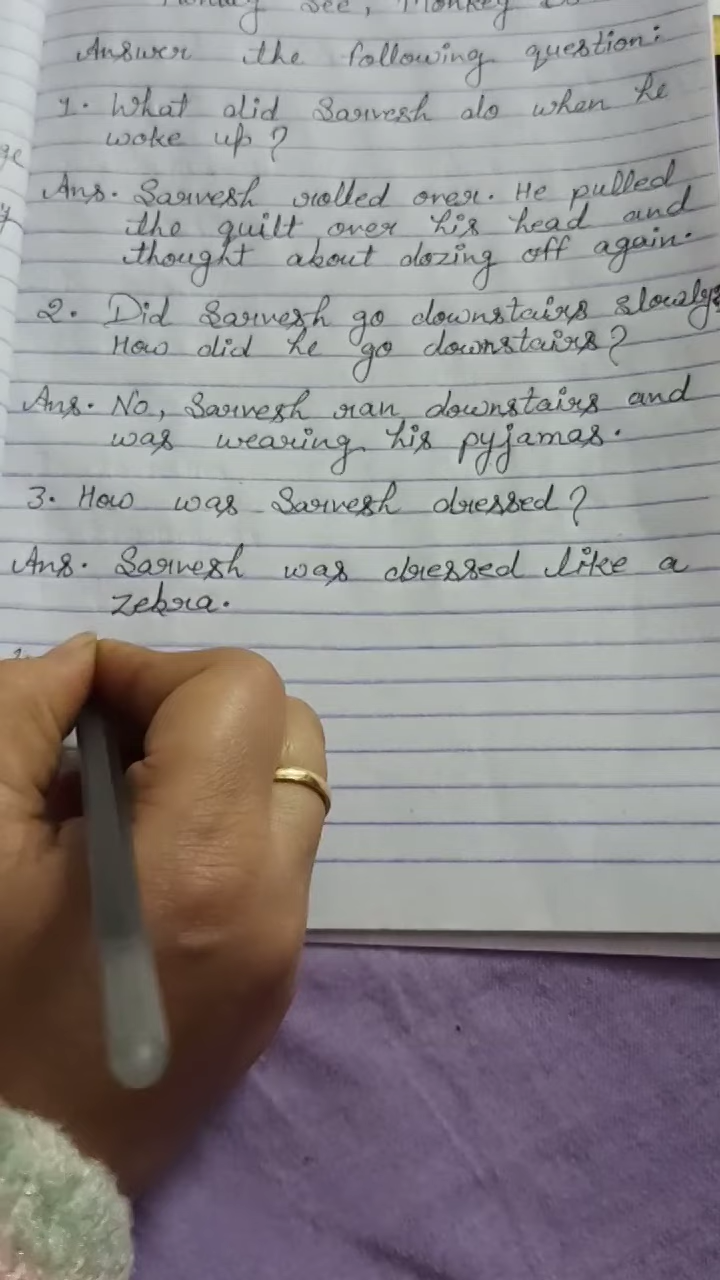 See, Monkey Do
Answer the following question:
1. What did Sarvesh do when he
woke up?
Ans. Sarvesh rolled over. He pulled
the quilt over his head and
thought about dozing off again.
2. Did Sarvesh go downstairs slowly?
How did he go downstairs?
Ans. No, Sarvesh ran downstairs and
was wearing his pyjamas.
3. How was Sarvesh dressed?
Ans. Sarvesh was dressed like a
zebra.